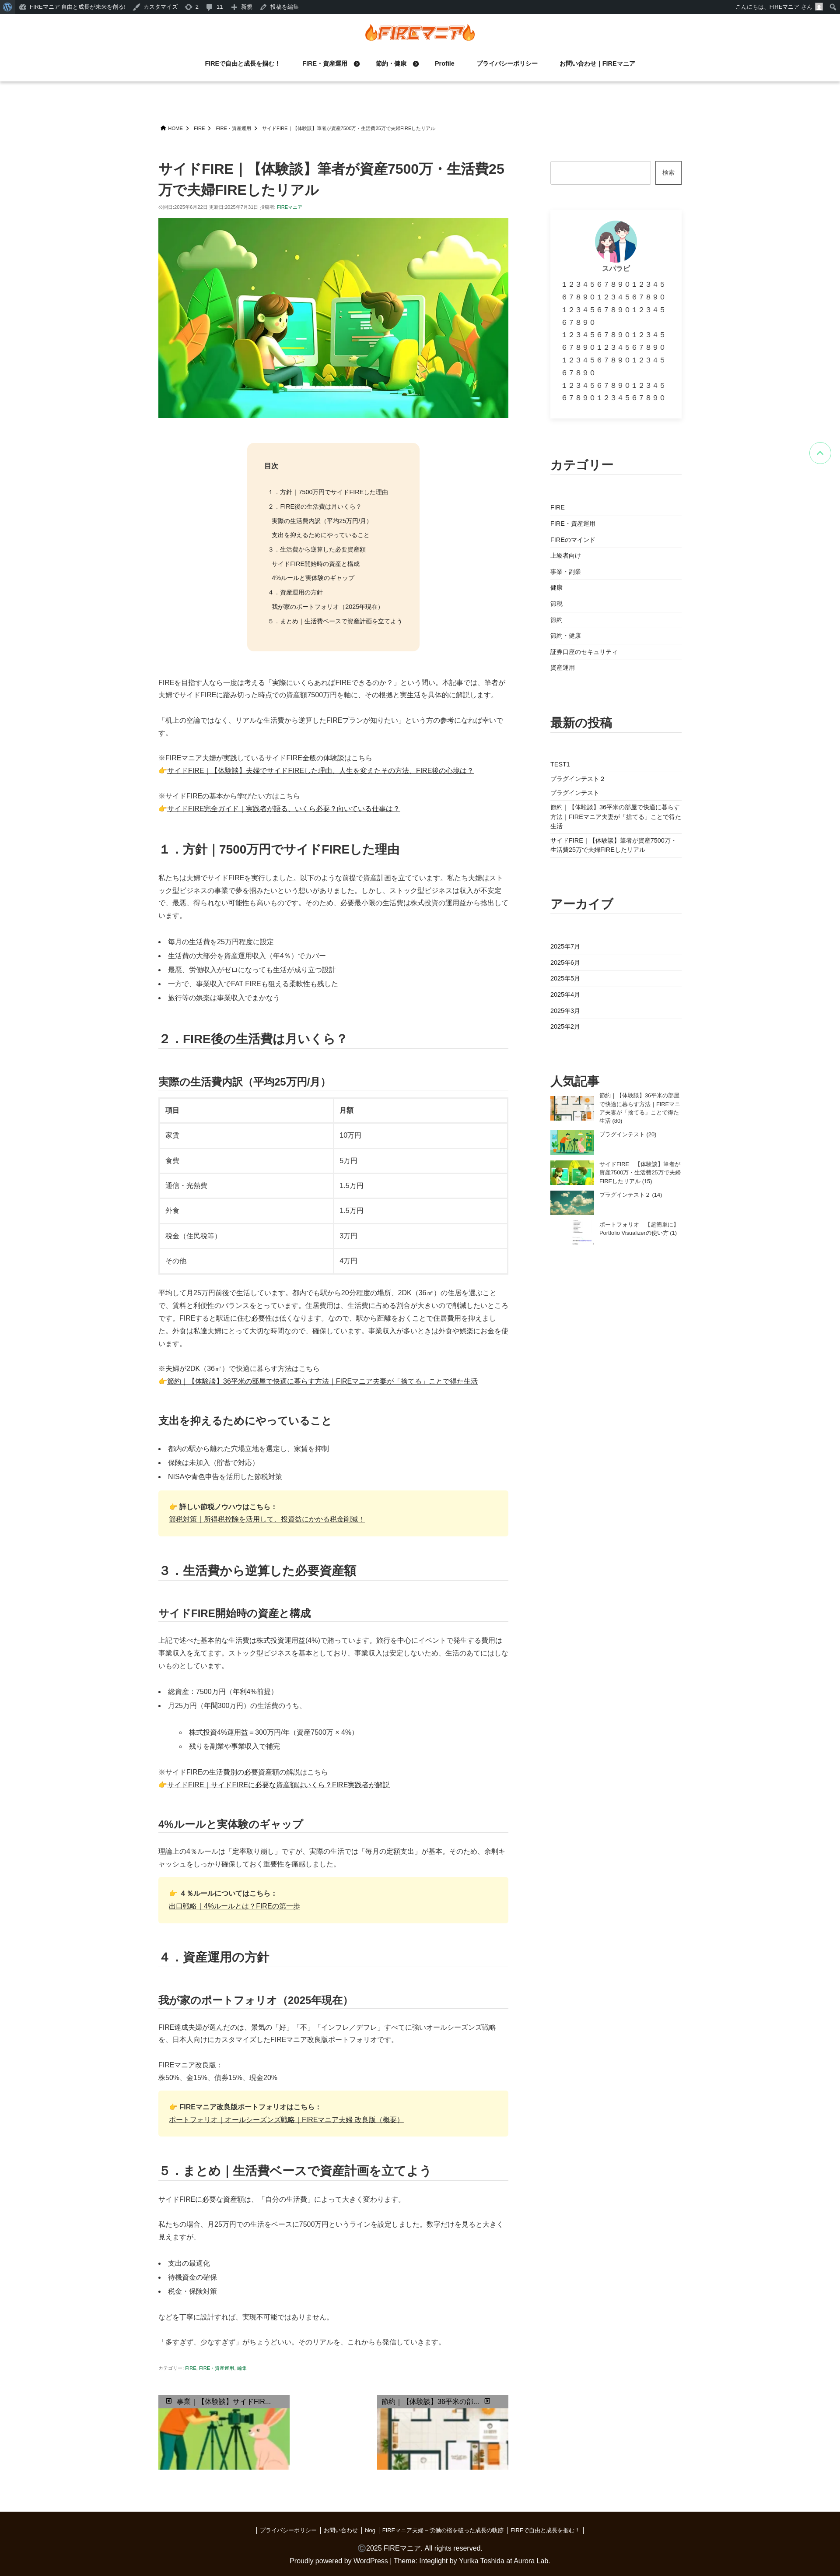 FIREマニア 自由と成長が未来を創る!
カスタマイズ
2
11
新規
投稿を編集
こんにちは、FIREマニア さん
FIREマニア
FIREで自由と成長を掴む！
FIRE・資産運用
節約・健康
Profile
プライバシーポリシー
お問い合わせ｜FIREマニア
HOME
FIRE
FIRE・資産運用
サイドFIRE｜【体験談】筆者が資産7500万・生活費25万で夫婦FIREしたリアル
サイドFIRE｜【体験談】筆者が資産7500万・生活費25
万で夫婦FIREしたリアル
公開日:2025年6月22日 更新日:2025年7月31日 投稿者: FIREマニア
目次
１．方針｜7500万円でサイドFIREした理由
２．FIRE後の生活費は月いくら？
実際の生活費内訳（平均25万円/月）
支出を抑えるためにやっていること
３．生活費から逆算した必要資産額
サイドFIRE開始時の資産と構成
4%ルールと実体験のギャップ
４．資産運用の方針
我が家のポートフォリオ（2025年現在）
５．まとめ｜生活費ベースで資産計画を立てよう
FIREを目指す人なら一度は考える「実際にいくらあればFIREできるのか？」という問い。本記事では、筆者が
夫婦でサイドFIREに踏み切った時点での資産額7500万円を軸に、その根拠と実生活を具体的に解説します。
「机上の空論ではなく、リアルな生活費から逆算したFIREプランが知りたい」という方の参考になれば幸いで
す。
※FIREマニア夫婦が実践しているサイドFIRE全般の体験談はこちら
👉サイドFIRE｜【体験談】夫婦でサイドFIREした理由、人生を変えたその方法、FIRE後の心境は？
※サイドFIREの基本から学びたい方はこちら
👉サイドFIRE完全ガイド｜実践者が語る、いくら必要？向いている仕事は？
１．方針｜7500万円でサイドFIREした理由
私たちは夫婦でサイドFIREを実行しました。以下のような前提で資産計画を立てています。私たち夫婦はストッ
ク型ビジネスの事業で夢を掴みたいという想いがありました。しかし、ストック型ビジネスは収入が不安定
で、最悪、得られない可能性も高いものです。そのため、必要最小限の生活費は株式投資の運用益から捻出して
います。
• 毎月の生活費を25万円程度に設定
• 生活費の大部分を資産運用収入（年4％）でカバー
• 最悪、労働収入がゼロになっても生活が成り立つ設計
• 一方で、事業収入でFAT FIREも狙える柔軟性も残した
• 旅行等の娯楽は事業収入でまかなう
２．FIRE後の生活費は月いくら？
実際の生活費内訳（平均25万円/月）
項目 月額
家賃 10万円
食費 5万円
通信・光熱費 1.5万円
外食 1.5万円
税金（住民税等） 3万円
その他 4万円
平均して月25万円前後で生活しています。都内でも駅から20分程度の場所、2DK（36㎡）の住居を選ぶこと
で、賃料と利便性のバランスをとっています。住居費用は、生活費に占める割合が大きいので削減したいところ
です。FIREすると駅近に住む必要性は低くなります。なので、駅から距離をおくことで住居費用を抑えまし
た。外食は私達夫婦にとって大切な時間なので、確保しています。事業収入が多いときは外食や娯楽にお金を使
います。
※夫婦が2DK（36㎡）で快適に暮らす方法はこちら
👉節約｜【体験談】36平米の部屋で快適に暮らす方法｜FIREマニア夫妻が「捨てる」ことで得た生活
支出を抑えるためにやっていること
• 都内の駅から離れた穴場立地を選定し、家賃を抑制
• 保険は未加入（貯蓄で対応）
• NISAや青色申告を活用した節税対策
👉 詳しい節税ノウハウはこちら：
節税対策｜所得税控除を活用して、投資益にかかる税金削減！
３．生活費から逆算した必要資産額
サイドFIRE開始時の資産と構成
上記で述べた基本的な生活費は株式投資運用益(4%)で賄っています。旅行を中心にイベントで発生する費用は
事業収入を充てます。ストック型ビジネスを基本としており、事業収入は安定しないため、生活のあてにはしな
いものとしています。
• 総資産：7500万円（年利4%前提）
• 月25万円（年間300万円）の生活費のうち、
◦ 株式投資4%運用益＝300万円/年（資産7500万 × 4%）
◦ 残りを副業や事業収入で補完
※サイドFIREの生活費別の必要資産額の解説はこちら
👉サイドFIRE｜サイドFIREに必要な資産額はいくら？FIRE実践者が解説
4%ルールと実体験のギャップ
理論上の4％ルールは「定率取り崩し」ですが、実際の生活では「毎月の定額支出」が基本。そのため、余剰キ
ャッシュをしっかり確保しておく重要性を痛感しました。
👉 ４％ルールについてはこちら：
出口戦略｜4%ルールとは？FIREの第一歩
４．資産運用の方針
我が家のポートフォリオ（2025年現在）
FIRE達成夫婦が選んだのは、景気の「好」「不」「インフレ／デフレ」すべてに強いオールシーズンズ戦略
を、日本人向けにカスタマイズしたFIREマニア改良版ポートフォリオです。
FIREマニア改良版：
株50%、金15%、債券15%、現金20%
👉 FIREマニア改良版ポートフォリオはこちら：
ポートフォリオ｜オールシーズンズ戦略｜FIREマニア夫婦 改良版（概要）
５．まとめ｜生活費ベースで資産計画を立てよう
サイドFIREに必要な資産額は、「自分の生活費」によって大きく変わります。
私たちの場合、月25万円での生活をベースに7500万円というラインを設定しました。数字だけを見ると大きく
見えますが、
• 支出の最適化
• 待機資金の確保
• 税金・保険対策
などを丁寧に設計すれば、実現不可能ではありません。
「多すぎず、少なすぎず」がちょうどいい。そのリアルを、これからも発信していきます。
カテゴリー: FIRE, FIRE・資産運用, 編集
事業｜【体験談】サイドFIR...
節約｜【体験談】36平米の部...
検索
スパラビ
１２３４５６７８９０１２３４５
６７８９０１２３４５６７８９０
１２３４５６７８９０１２３４５
６７８９０
１２３４５６７８９０１２３４５
６７８９０１２３４５６７８９０
１２３４５６７８９０１２３４５
６７８９０
１２３４５６７８９０１２３４５
６７８９０１２３４５６７８９０
カテゴリー
FIRE
FIRE・資産運用
FIREのマインド
上級者向け
事業・副業
健康
節税
節約
節約・健康
証券口座のセキュリティ
資産運用
最新の投稿
TEST1
プラグインテスト２
プラグインテスト
節約｜【体験談】36平米の部屋で快適に暮らす
方法｜FIREマニア夫妻が「捨てる」ことで得た
生活
サイドFIRE｜【体験談】筆者が資産7500万・
生活費25万で夫婦FIREしたリアル
アーカイブ
2025年7月
2025年6月
2025年5月
2025年4月
2025年3月
2025年2月
人気記事
節約｜【体験談】36平米の部屋
で快適に暮らす方法｜FIREマニ
ア夫妻が「捨てる」ことで得た
生活 (80)
プラグインテスト (20)
サイドFIRE｜【体験談】筆者が
資産7500万・生活費25万で夫婦
FIREしたリアル (15)
プラグインテスト２ (14)
ポートフォリオ｜【超簡単に】
Portfolio Visualizerの使い方 (1)
プライバシーポリシー
お問い合わせ
blog
FIREマニア夫婦－労働の檻を破った成長の軌跡
FIREで自由と成長を掴む！
Ⓒ2025 FIREマニア. All rights reserved.
Proudly powered by WordPress | Theme: Integlight by Yurika Toshida at Aurora Lab.